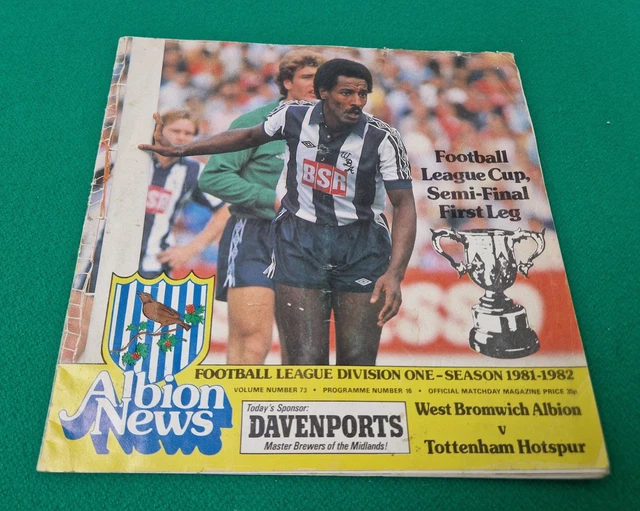 Football
League Cup,
Semi-Final
First Leg
BSR
BSR
FOOTBALL LEAGUE DIVISION ONE - SEASON 1981-1982
VOLUME NUMBER 73 • PROGRAMME NUMBER 16 • OFFICIAL MATCHDAY MAGAZINE PRICE 35p
Albion
News
Today's Sponsor:
DAVENPORTS
Master Brewers of the Midlands!
West Bromwich Albion
v
Tottenham Hotspur